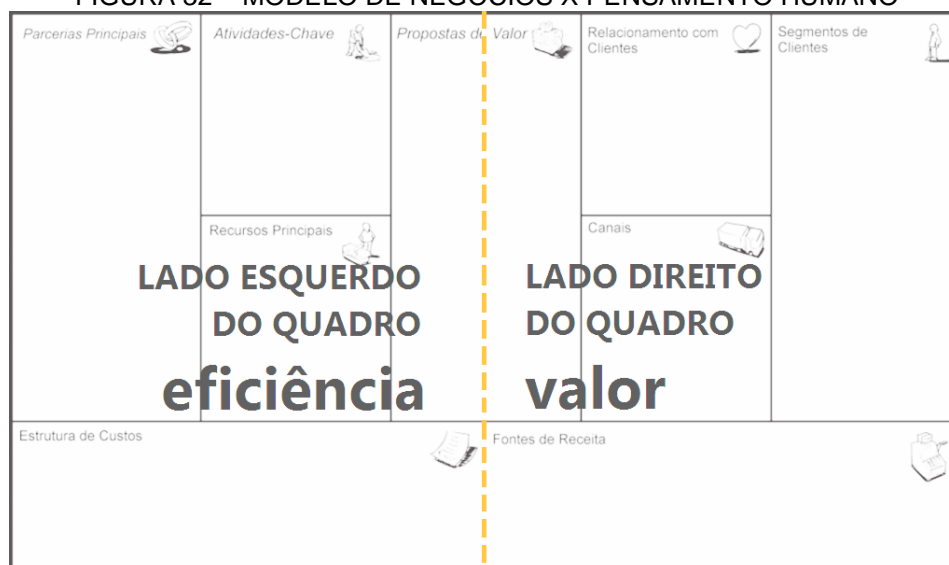 FIGURA 32 – MODELO DE NEGÓCIOS X PENSAMENTO HUMANO
Parcerias Principais
Atividades-Chave
Propostas de Valor
Relacionamento com
Clientes
Segmentos de
Clientes
Recursos Principais
Canais
LADO ESQUERDO
DO QUADRO
eficiência
LADO DIREITO
DO QUADRO
valor
Estrutura de Custos
Fontes de Receita